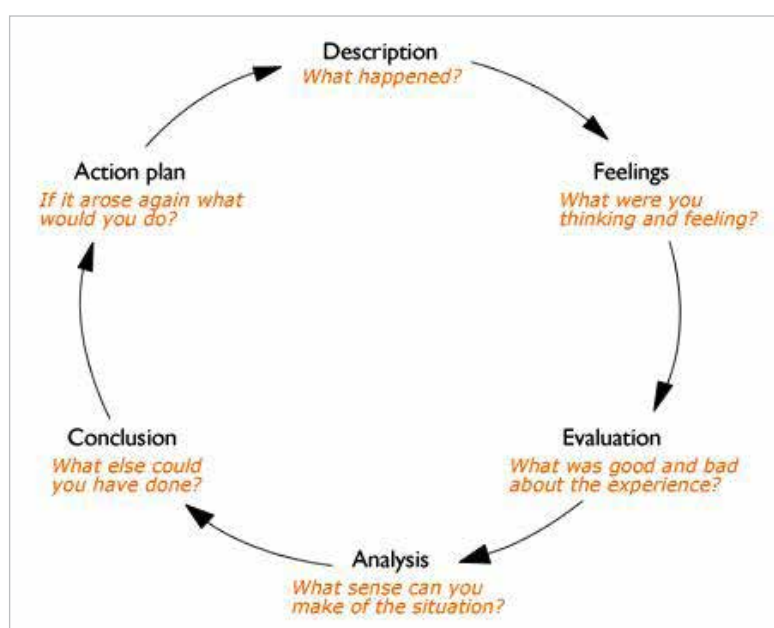 Description
What happened?
Feelings
What were you
thinking and feeling?
Evaluation
What was good and bad
about the experience?
Analysis
What sense can you
make of the situation?
Conclusion
What else could
you have done?
Action plan
If it arose again what
would you do?